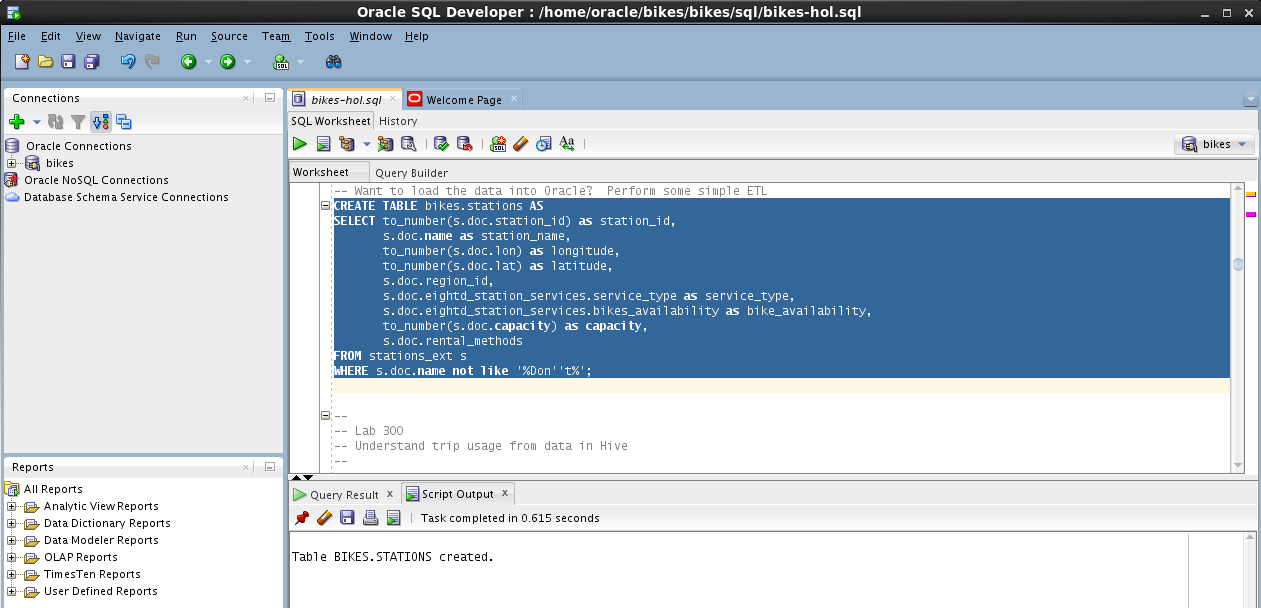 Oracle SQL Developer : /home/oracle/bikes/bikes/sql/bikes-hol.sql
File Edit View Navigate Run Source Team Tools Window Help
Connections
Oracle Connections
bikes
Oracle NoSQL Connections
Database Schema Service Connections
bikes-hol.sql
Welcome Page
SQL Worksheet History
bikes
Worksheet Query Builder
-- Want to load the data into Oracle?  Perform some simple ETL
CREATE TABLE bikes.stations AS
SELECT to_number(s.doc.station_id) as station_id,
       s.doc.name as station_name,
       to_number(s.doc.lon) as longitude,
       to_number(s.doc.lat) as latitude,
       s.doc.region_id,
       s.doc.eightd_station_services.service_type as service_type,
       s.doc.eightd_station_services.bikes_availability as bike_availability,
       to_number(s.doc.capacity) as capacity,
       s.doc.rental_methods
FROM stations_ext s
WHERE s.doc.name not like '%Don''t%';
--
-- Lab 300
-- Understand trip usage from data in Hive
--
Reports
All Reports
Analytic View Reports
Data Dictionary Reports
Data Modeler Reports
OLAP Reports
TimesTen Reports
User Defined Reports
Query Result x Script Output x
Task completed in 0.615 seconds
Table BIKES.STATIONS created.